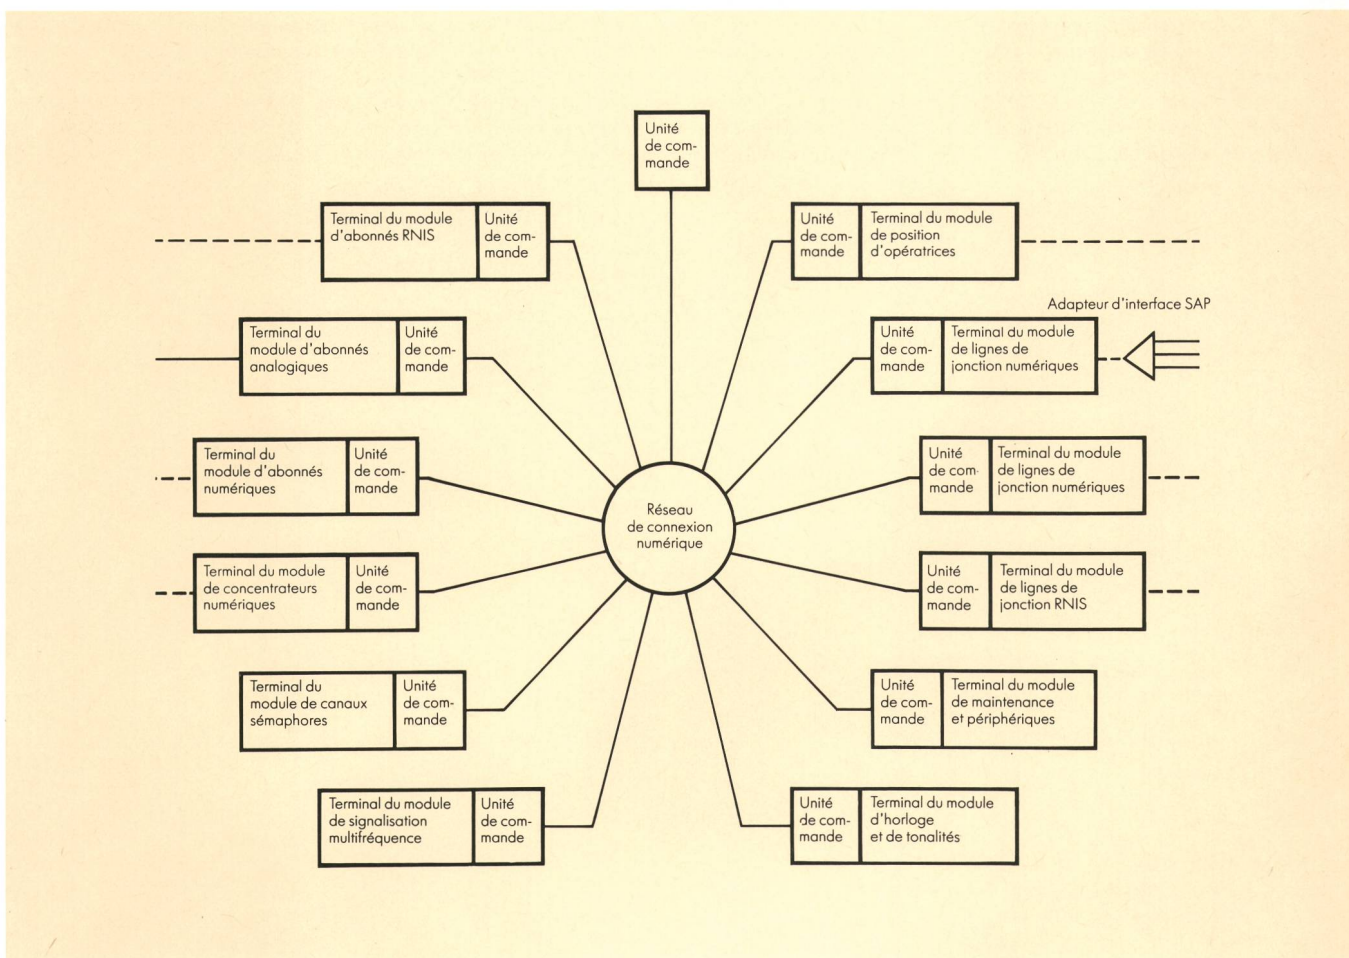 Unité
de com-
mande
Terminal du module
d'abonnés RNIS
Unité
de com-
mande
Unité
de com-
mande
Terminal du module
de position
d'opératrices
Adapteur d'interface SAP
Terminal du
module d'abonnés
analogiques
Unité
de com-
mande
Unité
de com-
mande
Terminal du module
de lignes de
jonction numériques
Terminal du
module d'abonnés
numériques
Unité
de com-
mande
Unité
de com-
mande
Terminal du module
de lignes de
jonction numériques
Réseau
de connexion
numérique
Terminal du module
de concentrateurs
numériques
Unité
de com-
mande
Unité
de com-
mande
Terminal du module
de lignes de
jonction RNIS
Terminal du
module de canaux
sémaphores
Unité
de com-
mande
Unité
de com-
mande
Terminal du module
de maintenance
et périphériques
Terminal du module
de signalisation
multifréquence
Unité
de com-
mande
Unité
de com-
mande
Terminal du module
d'horloge
et de tonalités